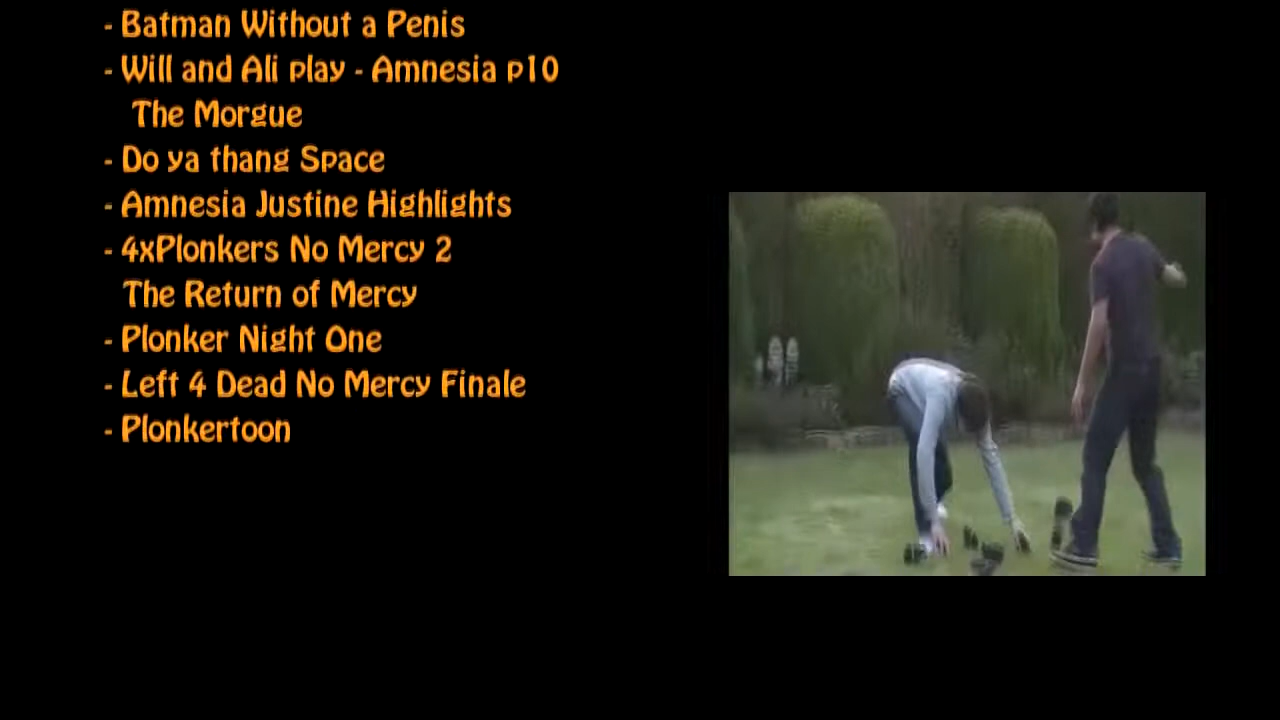 - Batman Without a Penis
- Will and Ali play - Amnesia p10
The Morgue
- Do ya thang Space
- Amnesia Justine Highlights
- 4xPlonkers No Mercy 2
The Return of Mercy
- Plonker Night One
- Left 4 Dead No Mercy Finale
- Plonkertoon